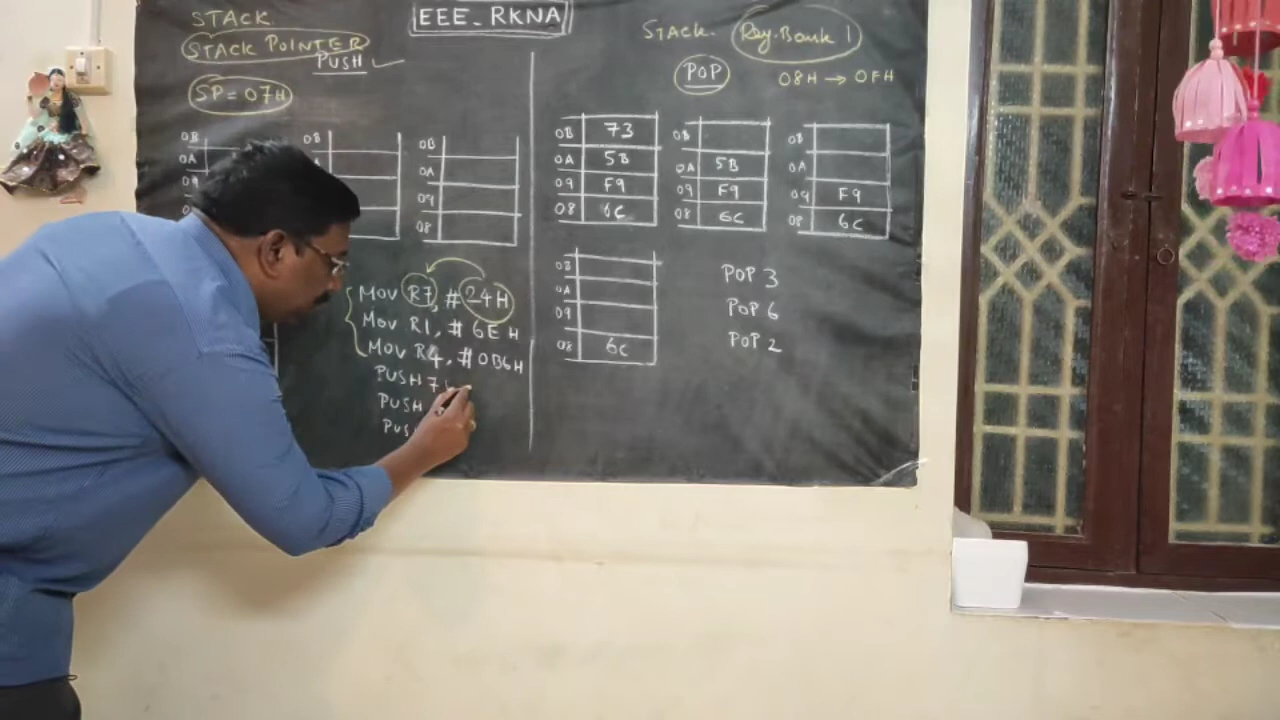 EEE_RKNA
STACK.
STACK POINTER
PUSH
SP = 07H
0B
0A
09
0B
0B
0A
09
08
MOV R7, #24H
MOV R1, #6EH
MOV R4, #0B6H
PUSH 7
PUSH
STACK. Reg. Bank 1
POP 08H → 0FH
0B 73
0A 5B
09 F9
08 6C
0B
0A 5B
09 F9
08 6C
0B
0A
09 F9
08 6C
0B
0A
09
08 6C
POP 3
POP 6
POP 2